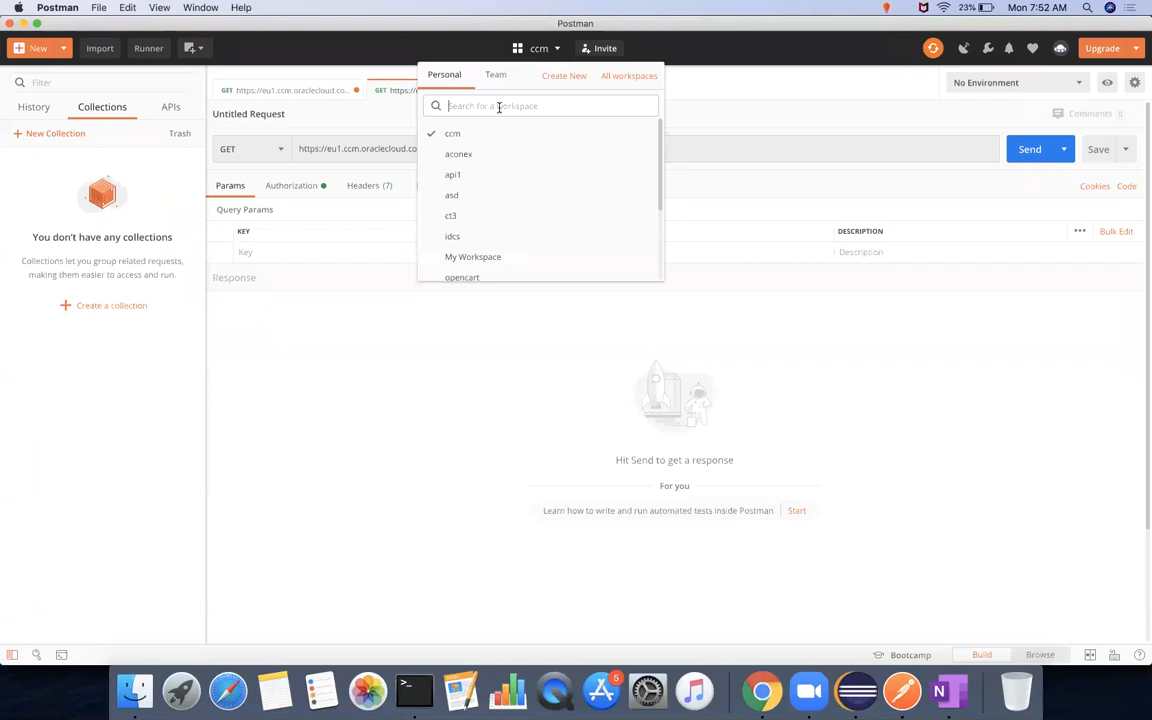 Postman File Edit View Window Help 23% Mon 7:52 AM
Postman
New Import Runner ccm Invite Upgrade
Filter
History Collections APIs
New Collection Trash
You don't have any collections
Collections let you group related requests,
making them easier to access and run.
Create a collection
Personal Team Create New All workspaces
Search for a workspace
ccm
aconex
api1
asd
ct3
idcs
My Workspace
opencart
GET https://eu1.ccm.oraclecloud.co... GET https:/
No Environment
Untitled Request
Comments 0
GET https://eu1.ccm.oraclecloud.co
Send Save
Params Authorization Headers (7) Cookies Code
Query Params
KEY DESCRIPTION Bulk Edit
Key Description
Response
Hit Send to get a response
For you
Learn how to write and run automated tests inside Postman Start
Bootcamp Build Browse
5